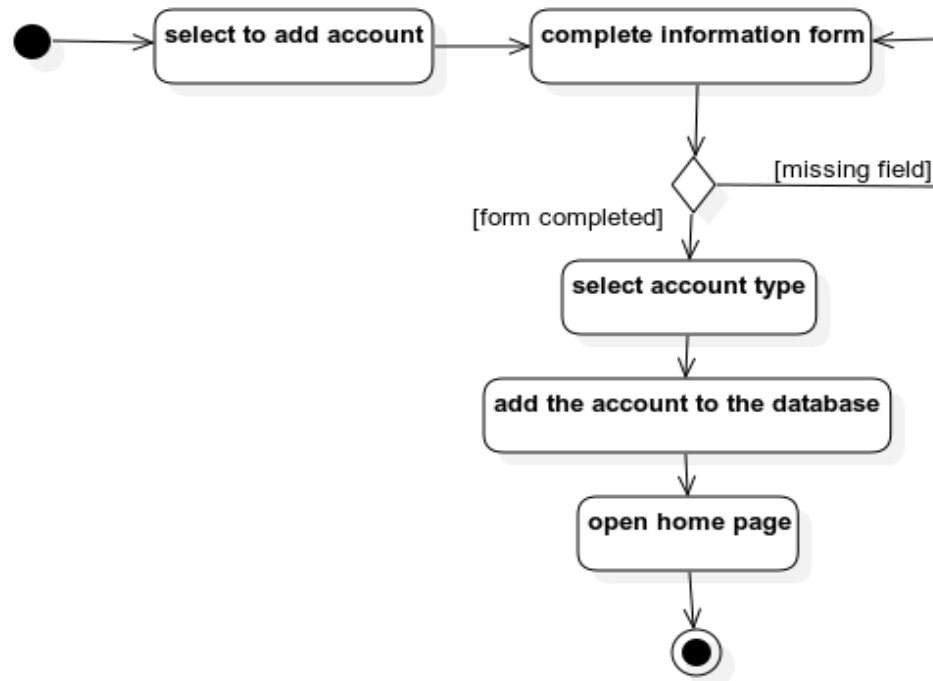 select to add account
complete information form
[missing field]
[form completed]
select account type
add the account to the database
open home page